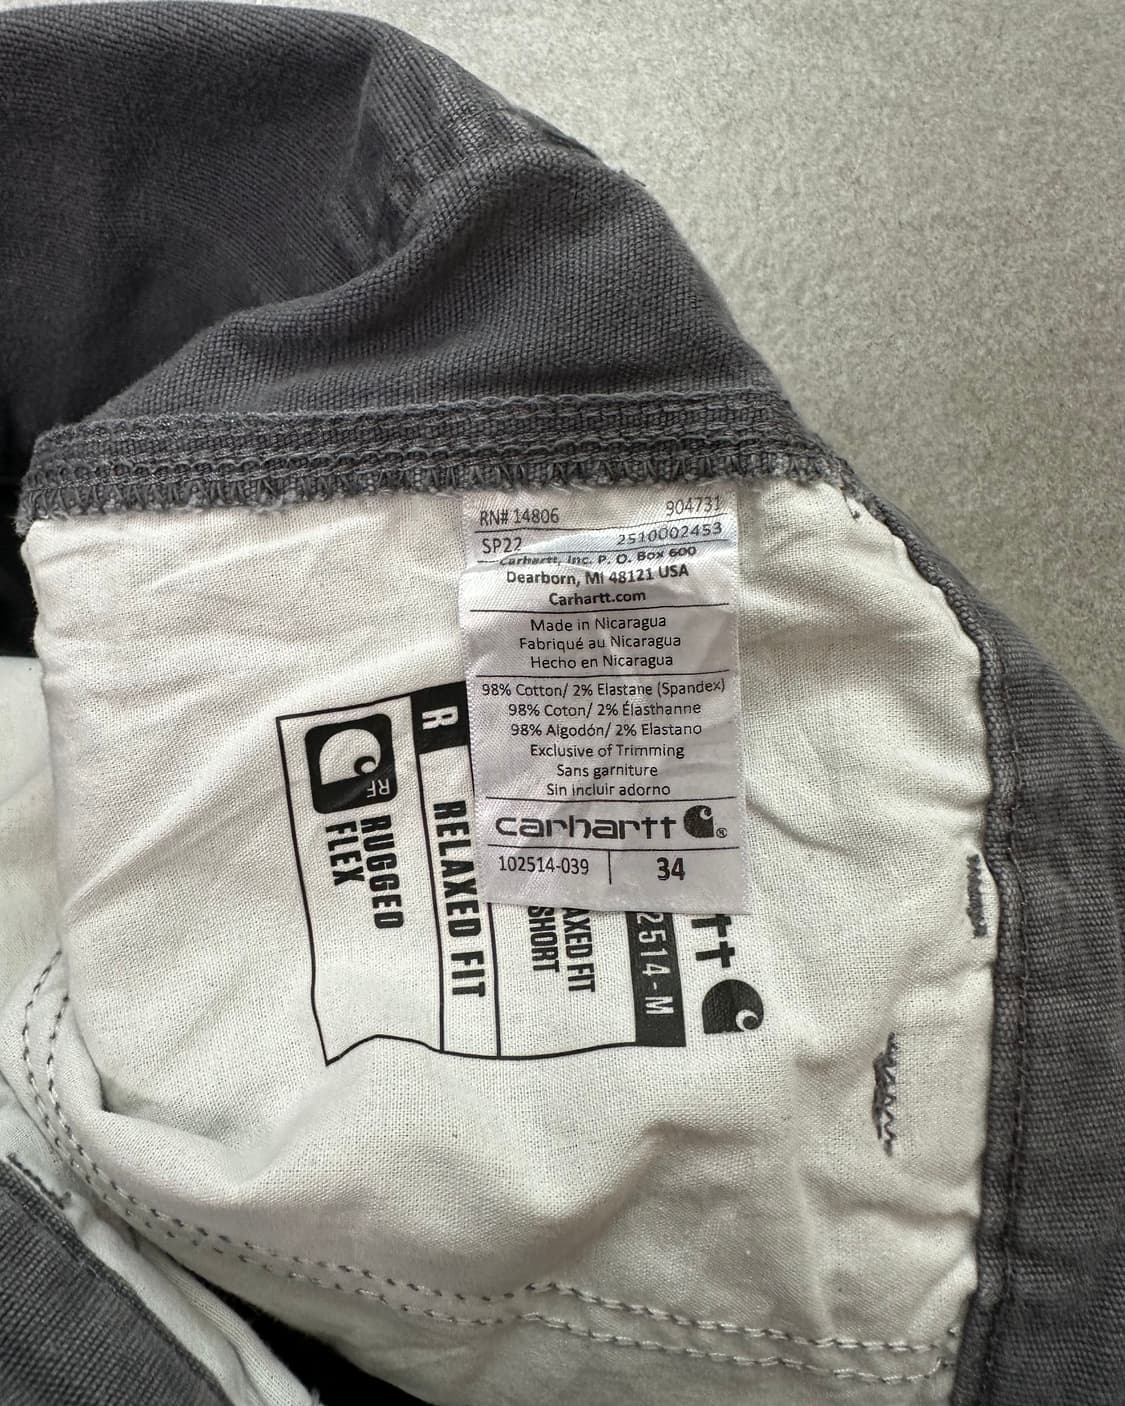 RN# 14806 904731
SP22 2510002453
Carhartt, Inc. P. O. Box 600
Dearborn, MI 48121 USA
Carhartt.com
Made in Nicaragua
Fabriqué au Nicaragua
Hecho en Nicaragua
98% Cotton/ 2% Elastane (Spandex)
98% Coton/ 2% Élasthanne
98% Algodón/ 2% Elastano
Exclusive of Trimming
Sans garniture
Sin incluir adorno
carhartt ®
102514-039 34
tt
2514-M
AXED FIT
SHORT
R
RELAXED FIT
RF
RUGGED
FLEX